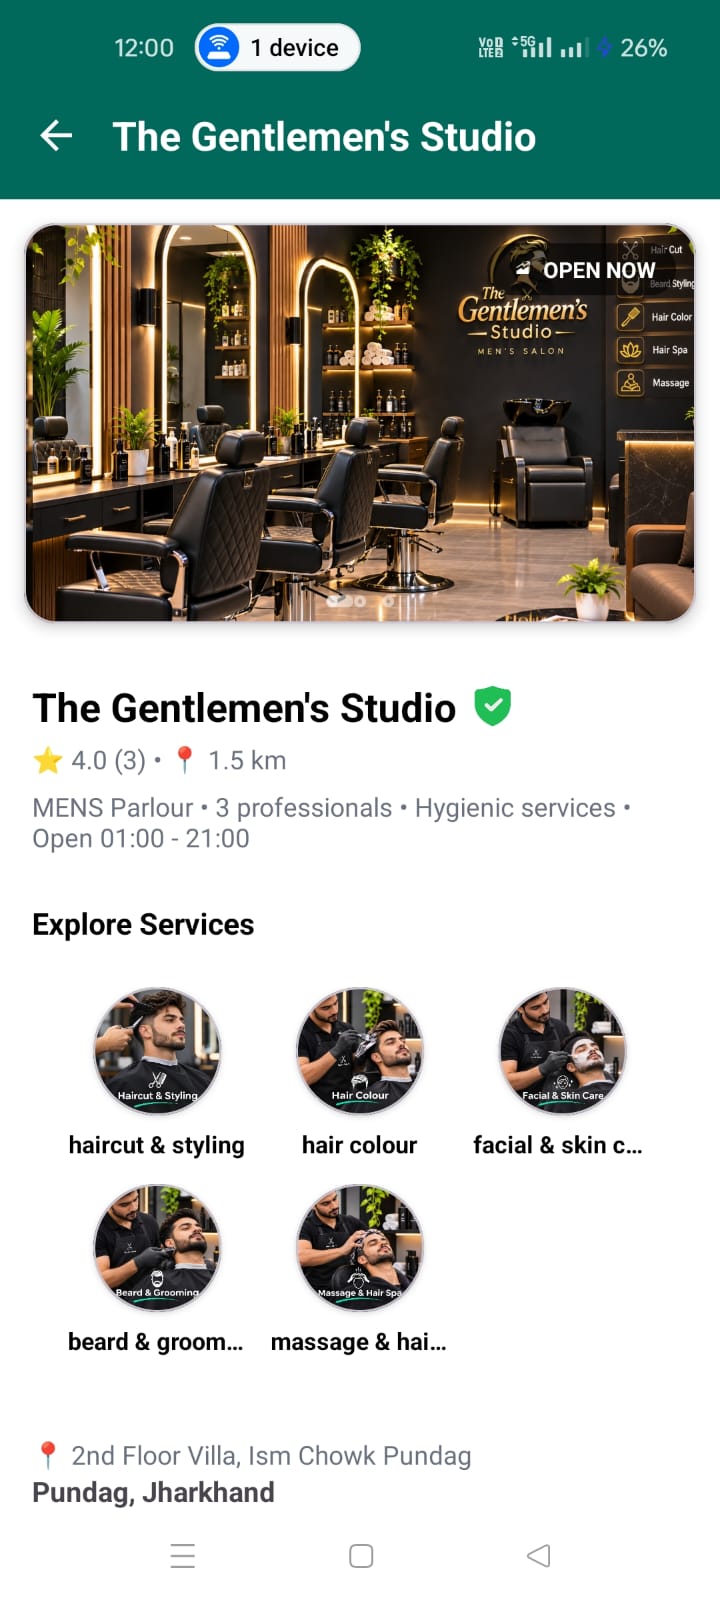 12:00
1 device
VoD LTE2 5G 26%
The Gentlemen's Studio
OPEN NOW
Hair Cut
Beard Styling
Hair Color
Hair Spa
Massage
The
Gentlemen's
Studio
MEN'S SALON
The Gentlemen's Studio
4.0 (3) • 1.5 km
MENS Parlour • 3 professionals • Hygienic services •
Open 01:00 - 21:00
Explore Services
Haircut & Styling
Hair Colour
Facial & Skin Care
haircut & styling
hair colour
facial & skin c...
Beard & Grooming
Massage & Hair Spa
beard & groom...
massage & hai...
2nd Floor Villa, Ism Chowk Pundag
Pundag, Jharkhand